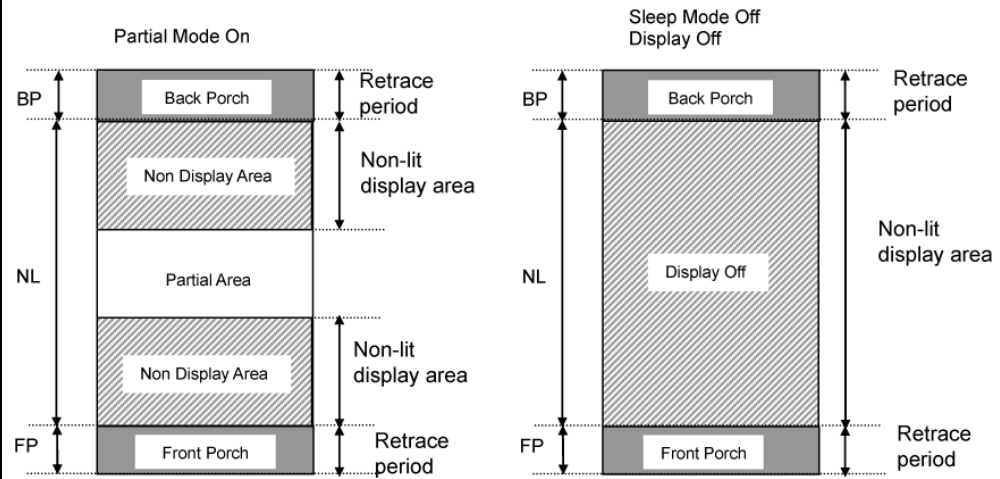 Partial Mode On
BP
Back Porch
Retrace
period
Non Display Area
Non-lit
display area
NL
Partial Area
Non Display Area
Non-lit
display area
FP
Front Porch
Retrace
period
Sleep Mode Off
Display Off
BP
Back Porch
Retrace
period
NL
Display Off
Non-lit
display area
FP
Front Porch
Retrace
period